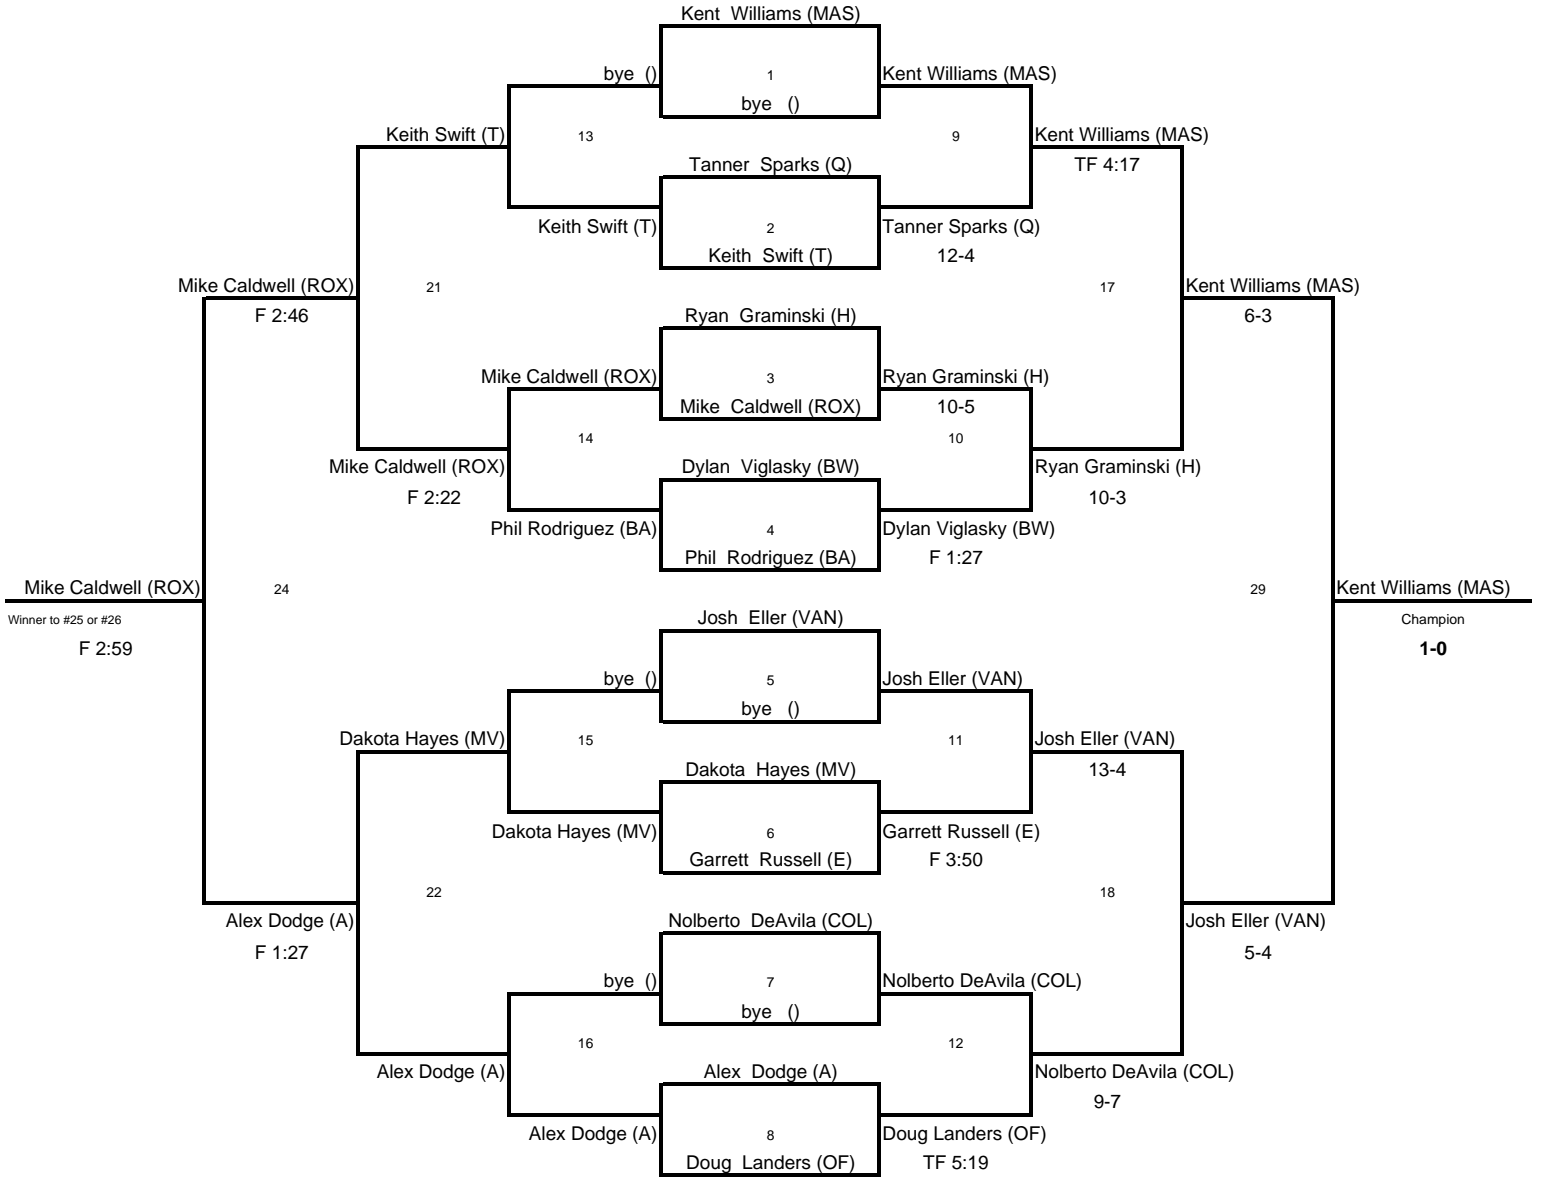 Kent  Williams (MAS)
bye  ()
1
Kent Williams (MAS)
bye   ()
Keith Swift (T)
13
9
Kent Williams (MAS)
Tanner  Sparks (Q)
TF 4:17
Keith Swift (T)
2
Tanner Sparks (Q)
Keith  Swift (T)
12-4
Mike Caldwell (ROX)
21
17
Kent Williams (MAS)
F 2:46
Ryan  Graminski (H)
6-3
Mike Caldwell (ROX)
3
Ryan Graminski (H)
Mike  Caldwell (ROX)
10-5
14
10
Mike Caldwell (ROX)
Dylan  Viglasky (BW)
Ryan Graminski (H)
F 2:22
10-3
Phil Rodriguez (BA)
4
Dylan Viglasky (BW)
Phil  Rodriguez (BA)
F 1:27
Mike Caldwell (ROX)
24
29
Kent Williams (MAS)
Winner to #25 or #26
Josh  Eller (VAN)
Champion
F 2:59
1-0
bye  ()
5
Josh Eller (VAN)
bye   ()
Dakota Hayes (MV)
15
11
Josh Eller (VAN)
Dakota  Hayes (MV)
13-4
Dakota Hayes (MV)
6
Garrett Russell (E)
Garrett  Russell (E)
F 3:50
22
18
Alex Dodge (A)
Nolberto  DeAvila (COL)
Josh Eller (VAN)
F 1:27
5-4
bye  ()
7
Nolberto DeAvila (COL)
bye   ()
16
12
Alex Dodge (A)
Alex  Dodge (A)
Nolberto DeAvila (COL)
9-7
Alex Dodge (A)
8
Doug Landers (OF)
Doug  Landers (OF)
TF 5:19